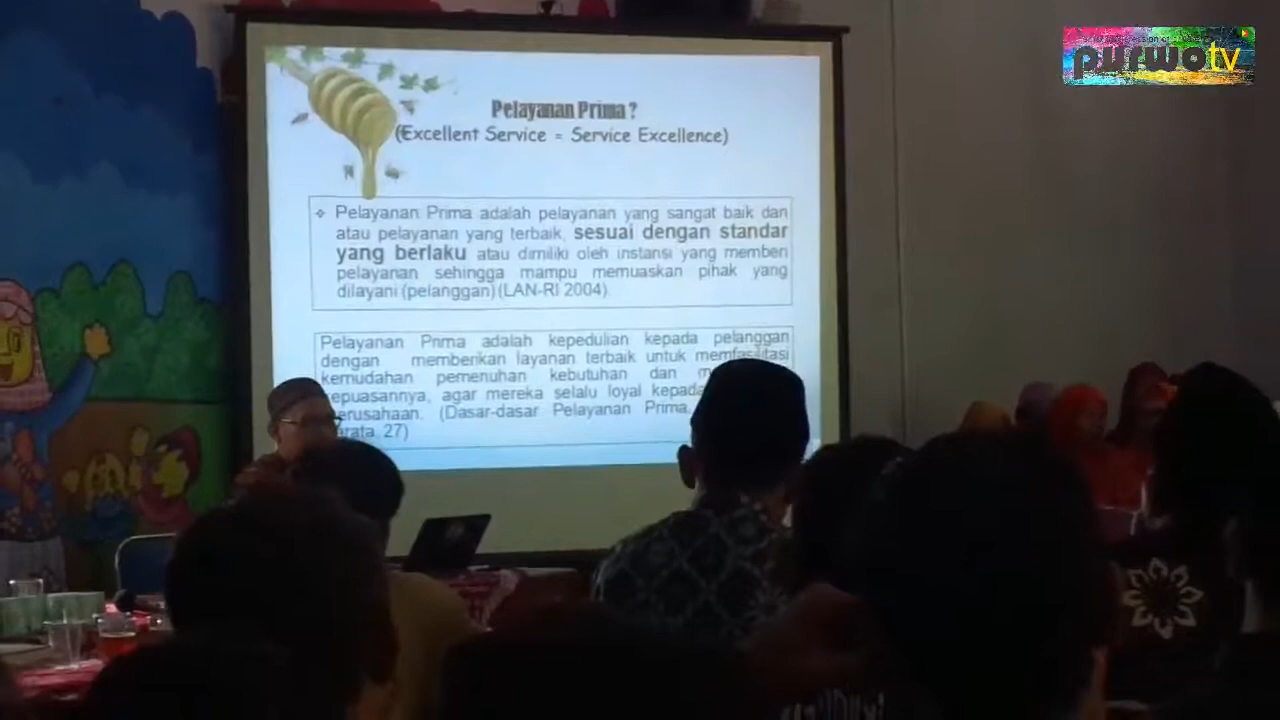 purwotv
Pelayanan Prima ?
(Excellent Service = Service Excellence)
❖ Pelayanan Prima adalah pelayanan yang sangat baik dan
atau pelayanan yang terbaik, sesuai dengan standar
yang berlaku atau dimiliki oleh instansi yang memberi
pelayanan sehingga mampu memuaskan pihak yang
dilayani (pelanggan) (LAN-RI 2004).
Pelayanan Prima adalah kepedulian kepada pelanggan
dengan memberikan layanan terbaik untuk memfasilitasi
kemudahan pemenuhan kebutuhan dan
kepuasannya, agar mereka selalu loyal kepada
perusahaan. (Dasar-dasar Pelayanan Prima,
27)